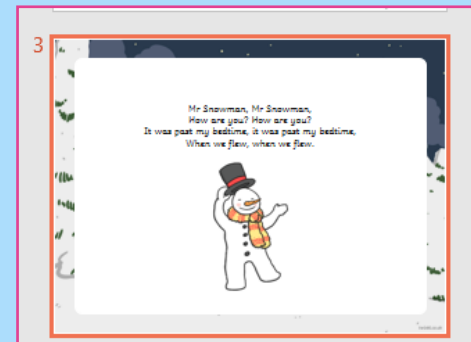 3
Mr Snowman, Mr Snowman,
How are you? How are you?
It was past my bedtime, it was past my bedtime,
When we flew, when we flew.